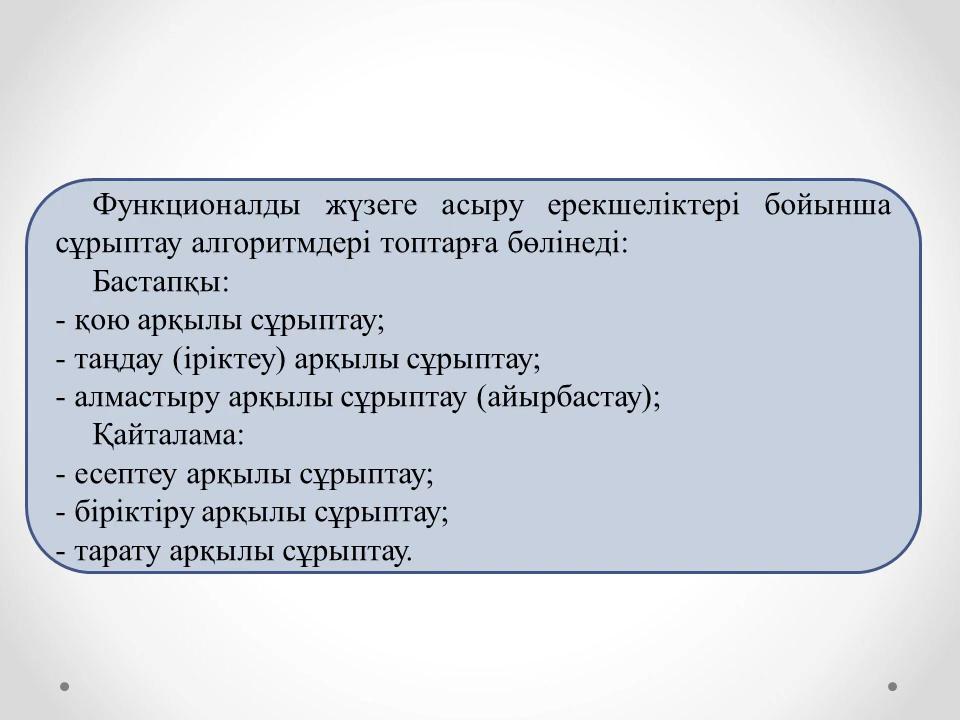 Функционалды жүзеге асыру ерекшеліктері бойынша
сұрыптау алгоритмдері топтарға бөлінеді:
Бастапқы:
- қою арқылы сұрыптау;
- таңдау (іріктеу) арқылы сұрыптау;
- алмастыру арқылы сұрыптау (айырбастау);
Қайталама:
- есептеу арқылы сұрыптау;
- біріктіру арқылы сұрыптау;
- тарату арқылы сұрыптау.